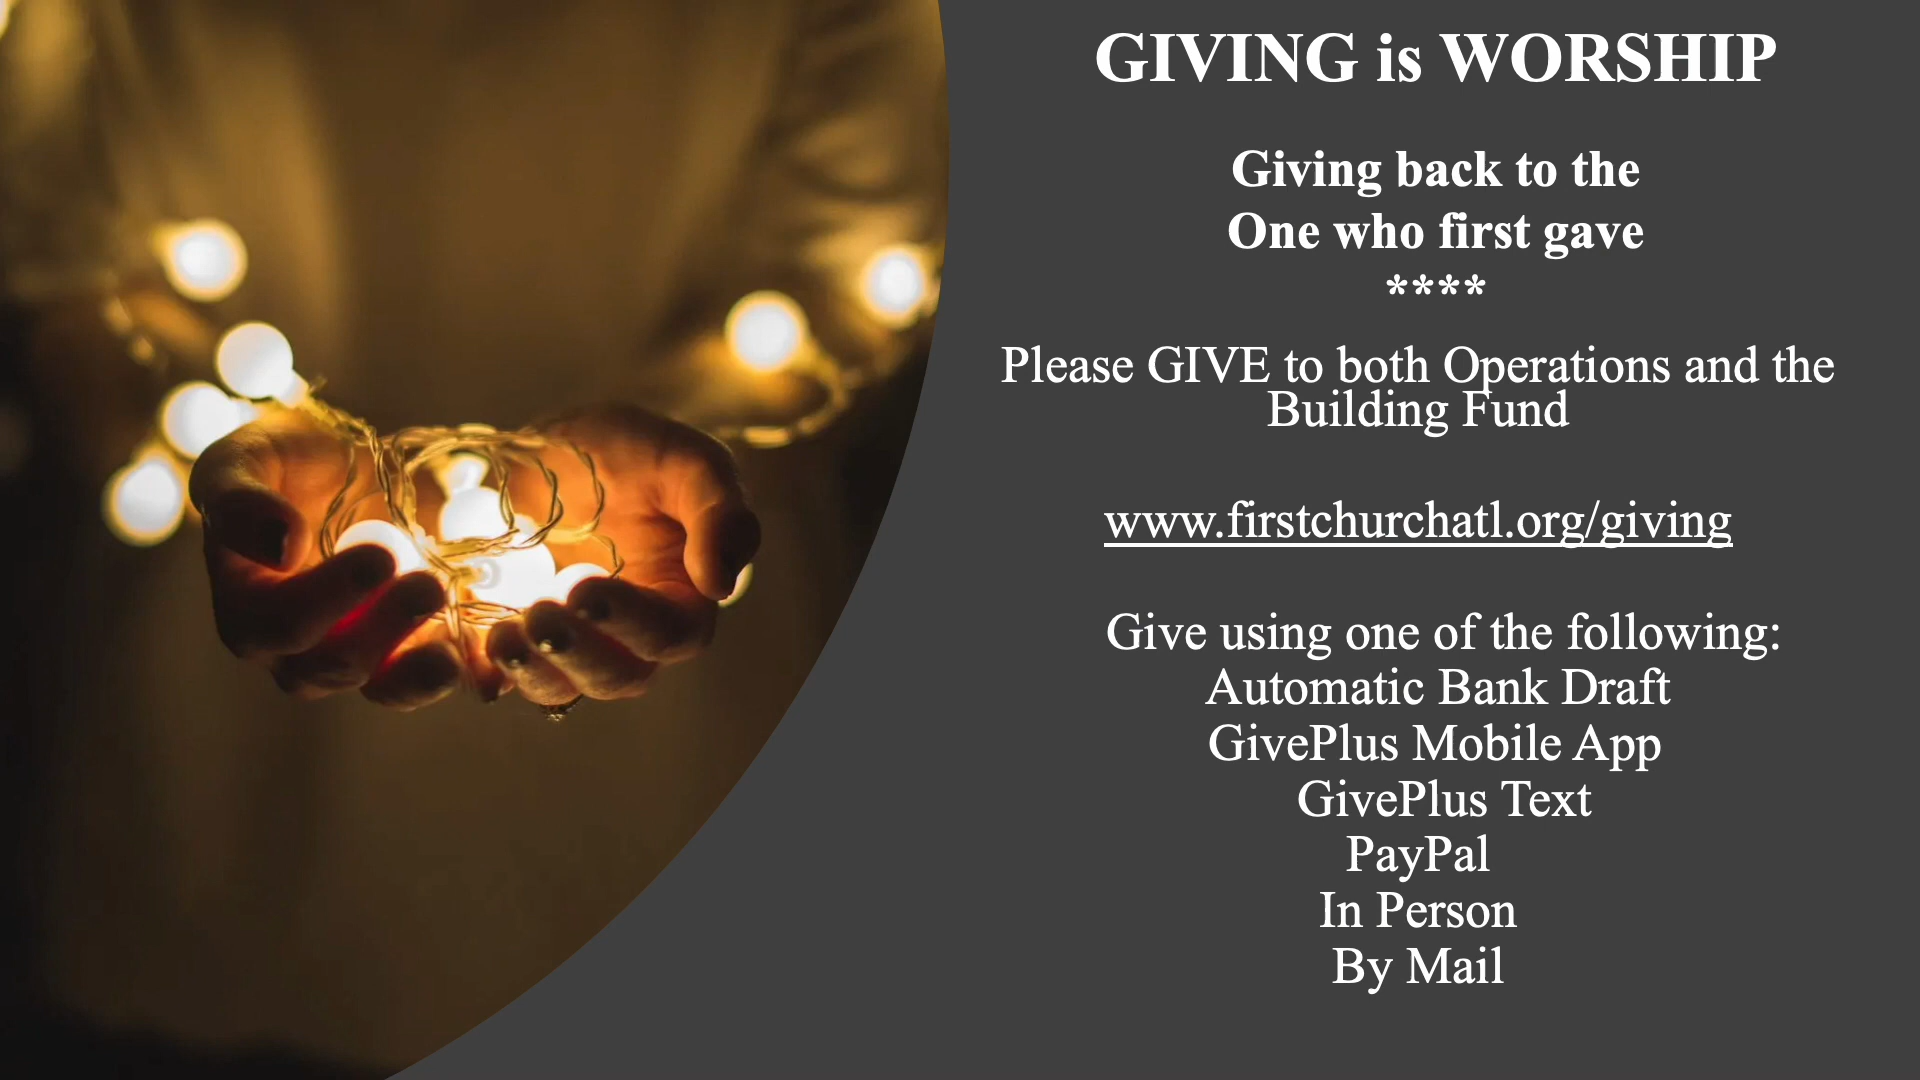 GIVING is WORSHIP
Giving back to the
One who first gave
****
Please GIVE to both Operations and the
Building Fund
www.firstchurchatl.org/giving
Give using one of the following:
Automatic Bank Draft
GivePlus Mobile App
GivePlus Text
PayPal
In Person
By Mail